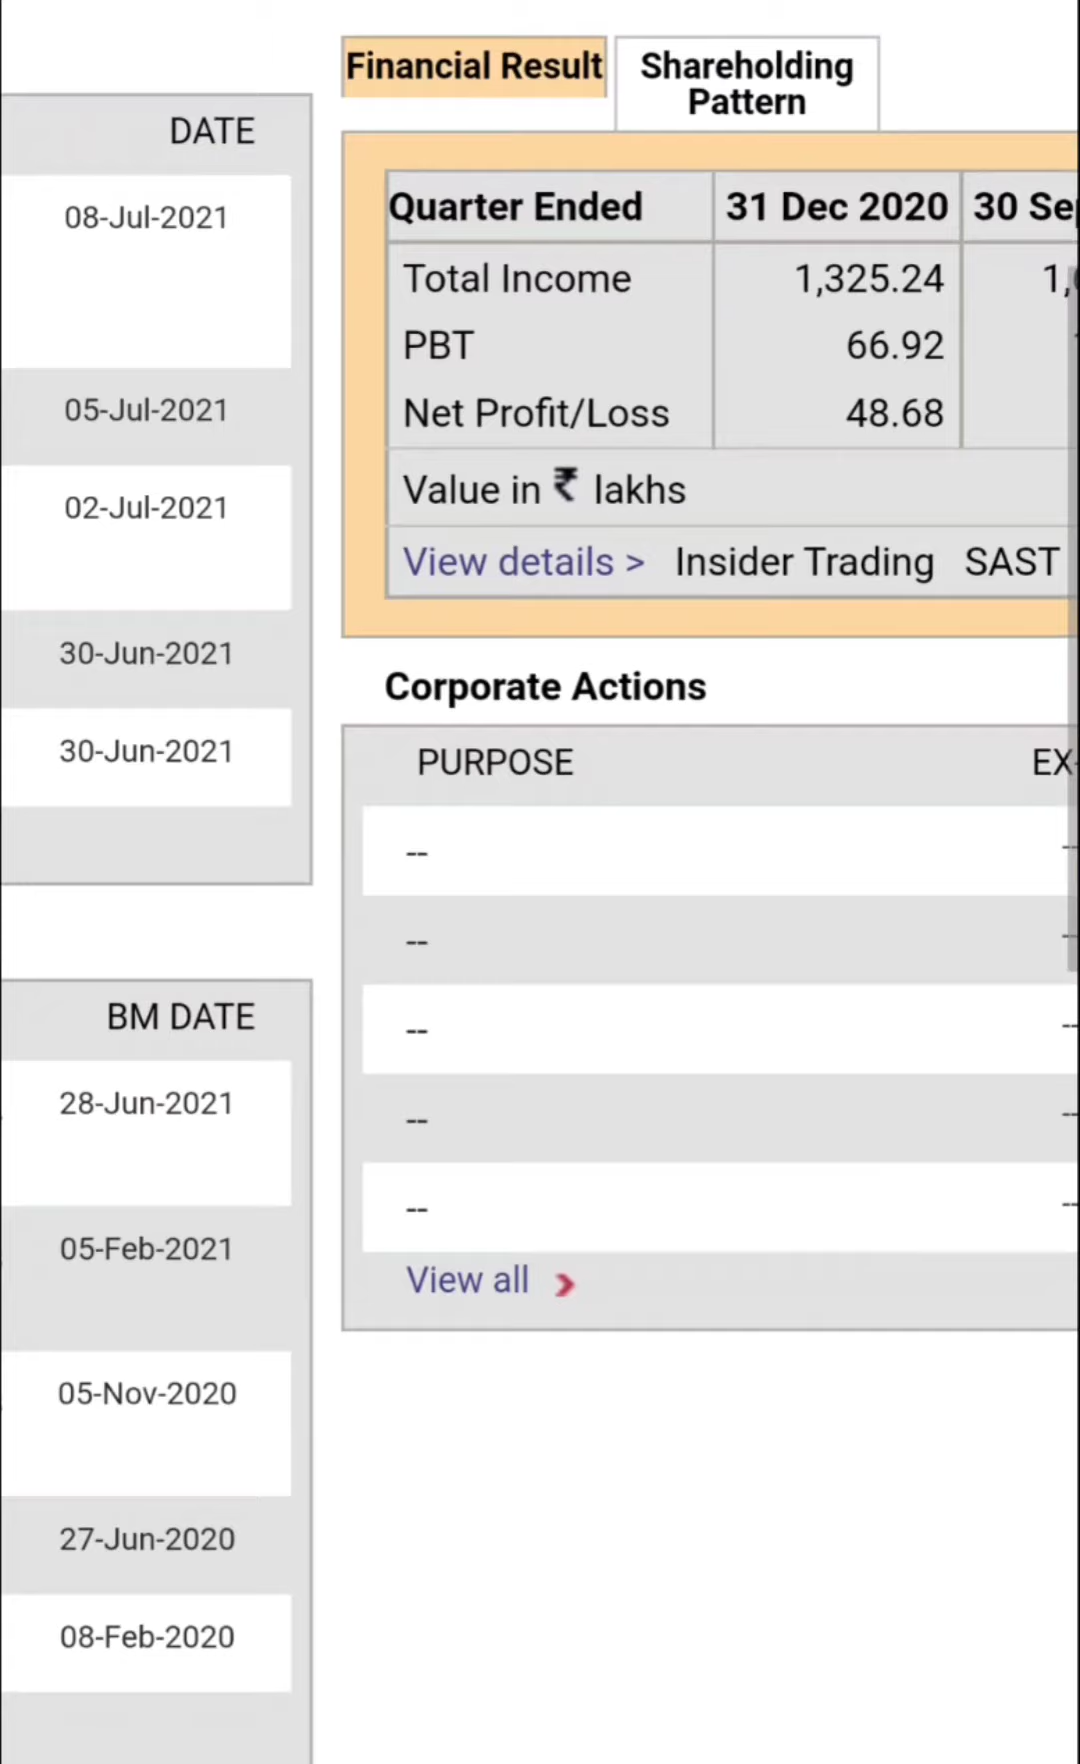 DATE
08-Jul-2021
05-Jul-2021
02-Jul-2021
30-Jun-2021
30-Jun-2021
BM DATE
28-Jun-2021
05-Feb-2021
05-Nov-2020
27-Jun-2020
08-Feb-2020
Financial Result
Shareholding
Pattern
Quarter Ended 31 Dec 2020 30
Total Income 1,325.24
PBT 66.92
Net Profit/Loss 48.68
Value in ₹ lakhs
View details > Insider Trading SAST
Corporate Actions
PURPOSE
-- --
-- --
-- --
-- --
-- --
View all